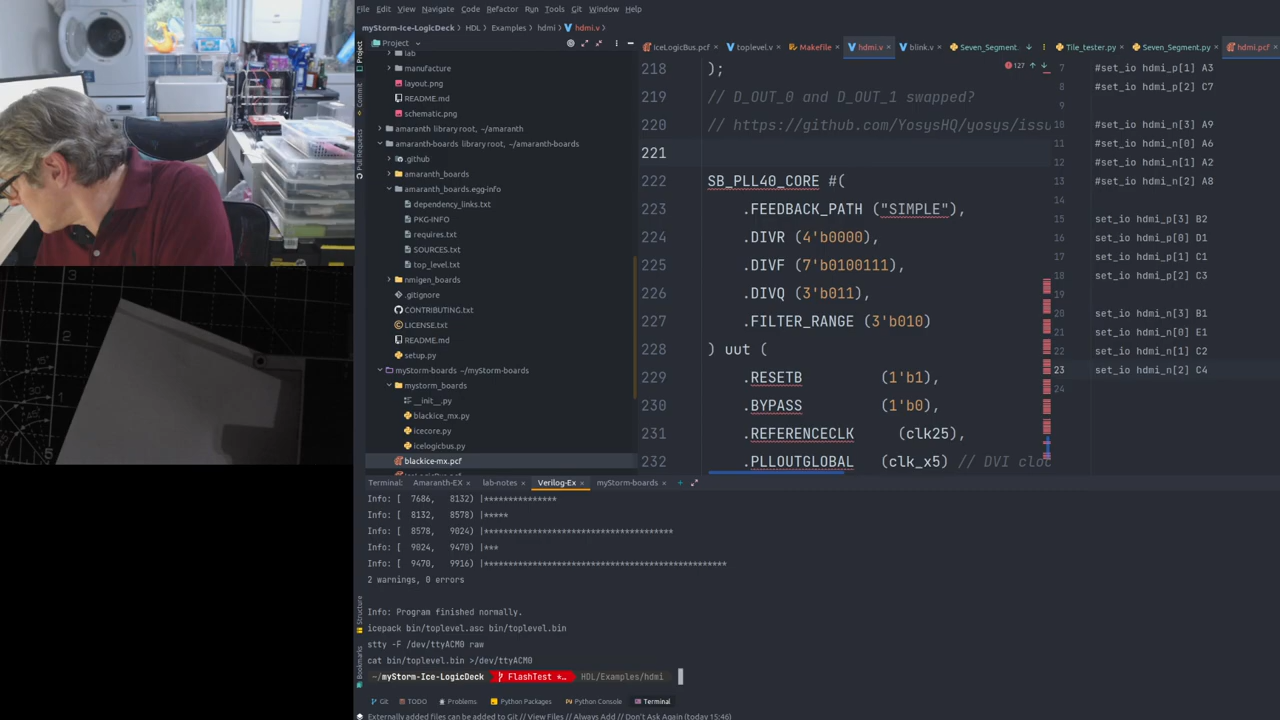 File Edit View Navigate Code Refactor Run Tools Git Window Help
myStorm-Ice-LogicDeck > HDL > Examples > hdmi > hdmi.v
Project
iceLogicBus.pcf × toplevel.v × Makefile × hdmi.v × blink.v × Seven_Segment. Tile_tester.py × Seven_Segment.py × hdmi.pcf ×
Project
Commit
Pull Requests
lab
manufacture
layout.png
README.md
schematic.png
amaranth library root, ~/amaranth
amaranth-boards library root, ~/amaranth-boards
.github
amaranth_boards
amaranth_boards.egg-info
dependency_links.txt
PKG-INFO
requires.txt
SOURCES.txt
top_level.txt
nmigen_boards
.gitignore
CONTRIBUTING.txt
LICENSE.txt
README.md
setup.py
myStorm-boards ~/myStorm-boards
mystorm_boards
__init__.py
blackice_mx.py
icecore.py
icelogicbus.py
blackice-mx.pcf
218 );
219 // D_OUT_0 and D_OUT_1 swapped?
220 // https://github.com/YosysHQ/yosys/issu
221
222 SB_PLL40_CORE #(
223 .FEEDBACK_PATH ("SIMPLE"),
224 .DIVR (4'b0000),
225 .DIVF (7'b0100111),
226 .DIVQ (3'b011),
227 .FILTER_RANGE (3'b010)
228 ) uut (
229 .RESETB (1'b1),
230 .BYPASS (1'b0),
231 .REFERENCECLK (clk25),
232 .PLLOUTGLOBAL (clk_x5) // DVI cloc
127
7 #set_io hdmi_p[1] A3
8 #set_io hdmi_p[2] C7
10 #set_io hdmi_n[3] A9
11 #set_io hdmi_n[0] A6
12 #set_io hdmi_n[1] A2
13 #set_io hdmi_n[2] A8
14
15 set_io hdmi_p[3] B2
16 set_io hdmi_p[0] D1
17 set_io hdmi_p[1] C1
18 set_io hdmi_p[2] C3
19
20 set_io hdmi_n[3] B1
21 set_io hdmi_n[0] E1
22 set_io hdmi_n[1] C2
23 set_io hdmi_n[2] C4
24
Terminal: Amaranth-EX × lab-notes × Verilog-Ex × myStorm-boards × +
Info: [ 7686, 8132) |***************
Info: [ 8132, 8578) |*****
Info: [ 8578, 9024) |*************************************
Info: [ 9024, 9470) |***
Info: [ 9470, 9916) |************************************************
2 warnings, 0 errors
Info: Program finished normally.
icepack bin/toplevel.asc bin/toplevel.bin
stty -F /dev/ttyACM0 raw
cat bin/toplevel.bin >/dev/ttyACM0
~/myStorm-Ice-LogicDeck FlashTest *… HDL/Examples/hdmi
Structure
Bookmarks
Git TODO Problems Python Packages Python Console Terminal
Externally added files can be added to Git // View Files // Always Add // Don't Ask Again (today 15:46)